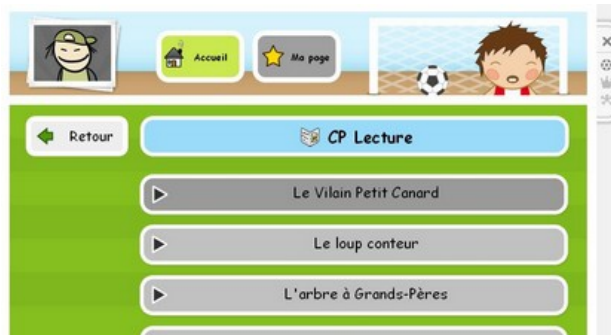 Accueil
Ma page
Retour
CP Lecture
Le Vilain Petit Canard
Le loup conteur
L'arbre à Grands-Pères